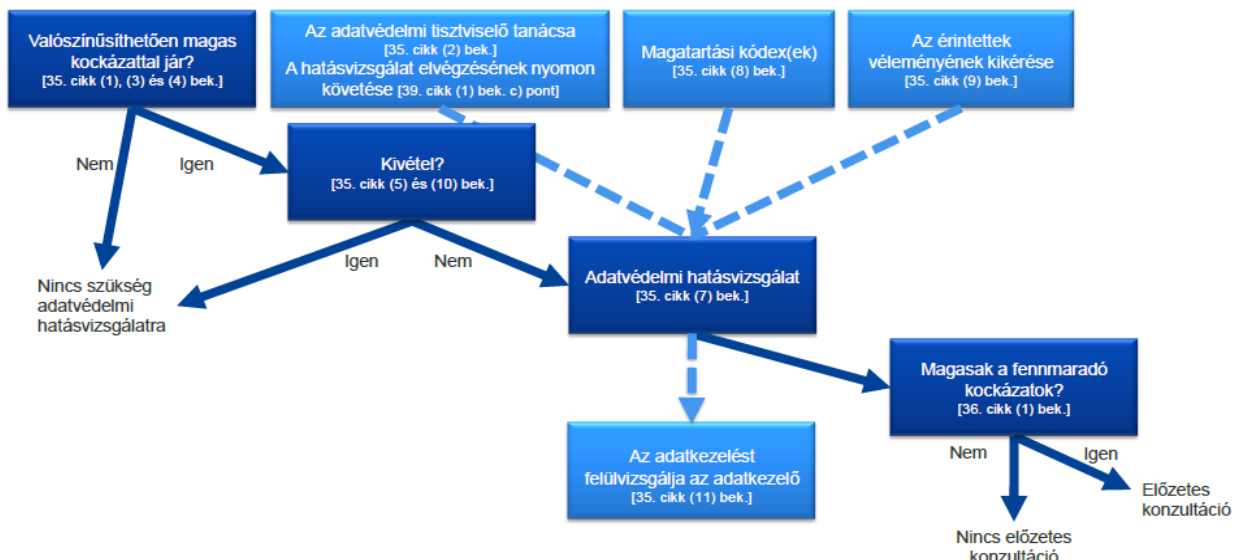 Valószínűsíthetően magas
kockázattal jár?
[35. cikk (1), (3) és (4) bek.]
Az adatvédelmi tisztviselő tanácsa
[35. cikk (2) bek.]
A hatásvizsgálat elvégzésének nyomon
követése [39. cikk (1) bek. c) pont]
Magatartási kódex(ek)
[35. cikk (8) bek.]
Az érintettek
véleményének kikérése
[35. cikk (9) bek.]
Nem
Igen
Kivétel?
[35. cikk (5) és (10) bek.]
Igen
Nem
Nincs szükség
adatvédelmi
hatásvizsgálatra
Adatvédelmi hatásvizsgálat
[35. cikk (7) bek.]
Magasak a fennmaradó
kockázatok?
[36. cikk (1) bek.]
Az adatkezelést
felülvizsgálja az adatkezelő
[35. cikk (11) bek.]
Nem
Igen
Előzetes
konzultáció
Nincs előzetes
konzultáció